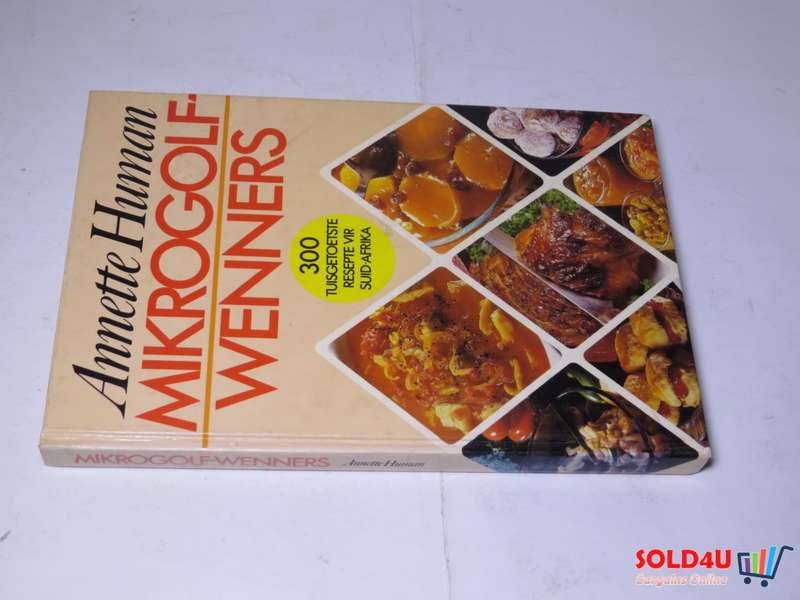 Annette Human
MIKROGOLF-
WENNERS
300
TUISGETOETSTE
RESEPTE VIR
SUID-AFRIKA
MIKROGOLF-WENNERS Annette Human
SOLD4U
Bargains Online